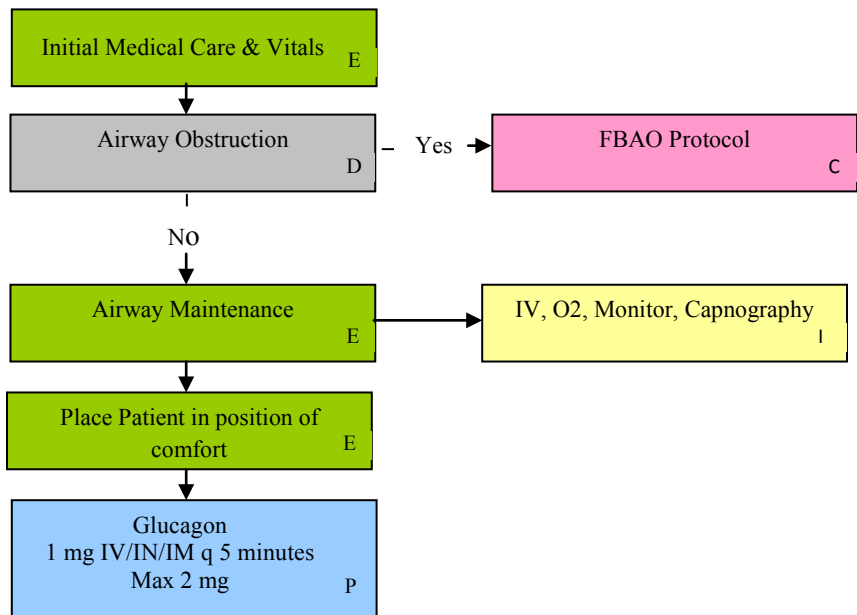 Initial Medical Care & Vitals
E
Airway Obstruction
D
Yes
FBAO Protocol
C
No
Airway Maintenance
E
IV, O2, Monitor, Capnography
I
Place Patient in position of
comfort
E
Glucagon
1 mg IV/IN/IM q 5 minutes
Max 2 mg
P